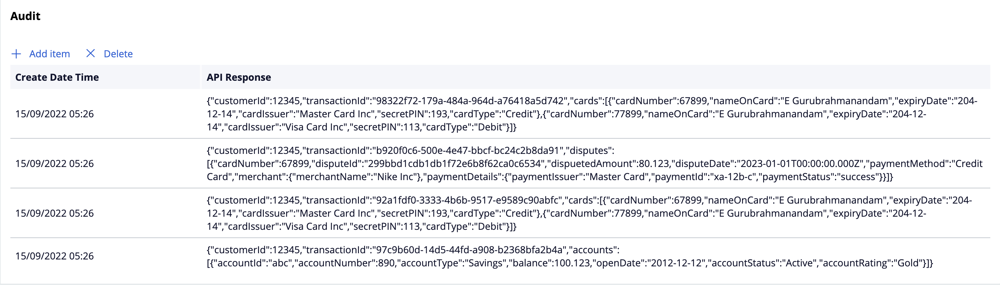 Audit
Add item Delete
Create Date Time API Response
{"customerId":12345,"transactionId":"98322f72-179a-484a-964d-a76418a5d742","cards":[{"cardNumber":67899,"nameOnCard":"E Gurubrahmanandam","expiryDate":"204-
15/09/2022 05:26 12-14","cardIssuer":"Master Card Inc","secretPIN":193,"cardType":"Credit"},{"cardNumber":77899,"nameOnCard":"E Gurubrahmanandam","expiryDate":"204-12-
14","cardIssuer":"Visa Card Inc","secretPIN":113,"cardType":"Debit"}]}
{"customerId":12345,"transactionId":"b920f0c6-500e-4e47-bbcf-bc24c2b8da91","disputes":
15/09/2022 05:26 [{"cardNumber":67899,"disputeId":"299bbd1cdb1db1f72e6b8f62ca0c6534","dispuetedAmount":80.123,"disputeDate":"2023-01-01T00:00:00.000Z","paymentMethod":"Credit
Card","merchant":{"merchantName":"Nike Inc"},"paymentDetails":{"paymentIssuer":"Master Card","paymentId":"xa-12b-c","paymentStatus":"success"}}]}
{"customerId":12345,"transactionId":"92a1fdf0-3333-4b6b-9517-e9589c90abfc","cards":[{"cardNumber":67899,"nameOnCard":"E Gurubrahmanandam","expiryDate":"204-
15/09/2022 05:26 12-14","cardIssuer":"Master Card Inc","secretPIN":193,"cardType":"Credit"},{"cardNumber":77899,"nameOnCard":"E Gurubrahmanandam","expiryDate":"204-12-
14","cardIssuer":"Visa Card Inc","secretPIN":113,"cardType":"Debit"}]}
{"customerId":12345,"transactionId":"97c9b60d-14d5-44fd-a908-b2368bfa2b4a","accounts":
15/09/2022 05:26 [{"accountId":"abc","accountNumber":890,"accountType":"Savings","balance":100.123,"openDate":"2012-12-12","accountStatus":"Active","accountRating":"Gold"}]}